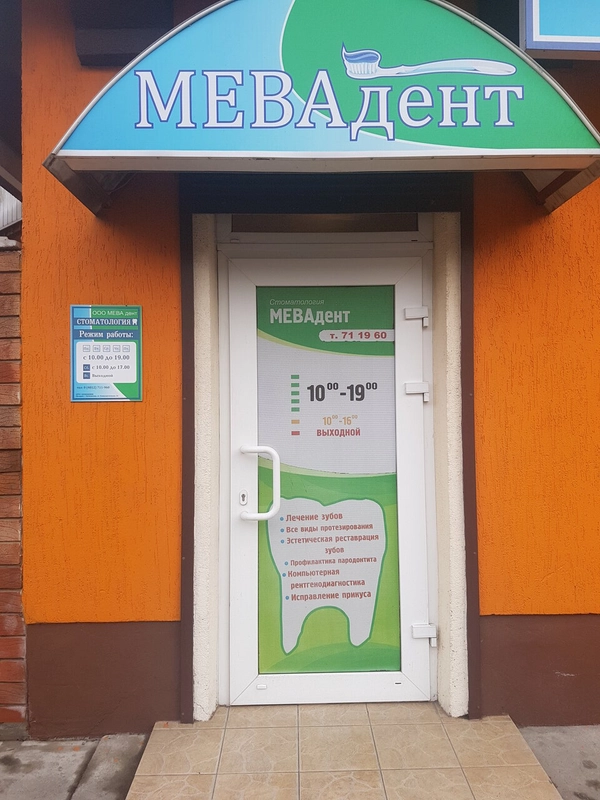 МЕВАдент
ООО МЕВА дент
СТОМАТОЛОГИЯ
Режим работы:
с 10.00 до 19.00
с 10.00 до 17.00
Выходной
Стоматология
МЕВАдент
т. 71 19 60
10⁰⁰-19⁰⁰
10⁰⁰-15⁰⁰
ВЫХОДНОЙ
Лечение зубов
Все виды протезирования
Эстетическая реставрация
зубов
Профилактика пародонтита
Компьютерная
рентгенодиагностика
Исправление прикуса